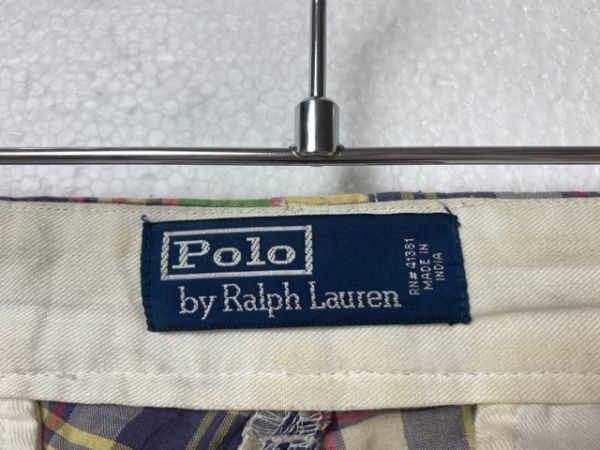 Polo
by Ralph Lauren
RN# 41381
MADE IN
INDIA